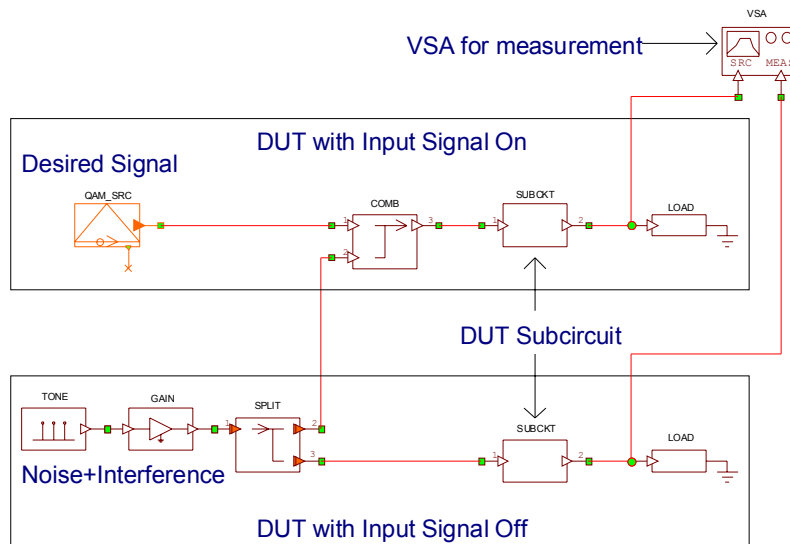 VSA
VSA for measurement
SRC MEAS
DUT with Input Signal On
Desired Signal
QAM_SRC
COMB
SUBCKT
LOAD
1
2
3
1
2
DUT Subcircuit
TONE
GAIN
SPLIT
SUBCKT
LOAD
1
2
3
1
2
Noise+Interference
DUT with Input Signal Off